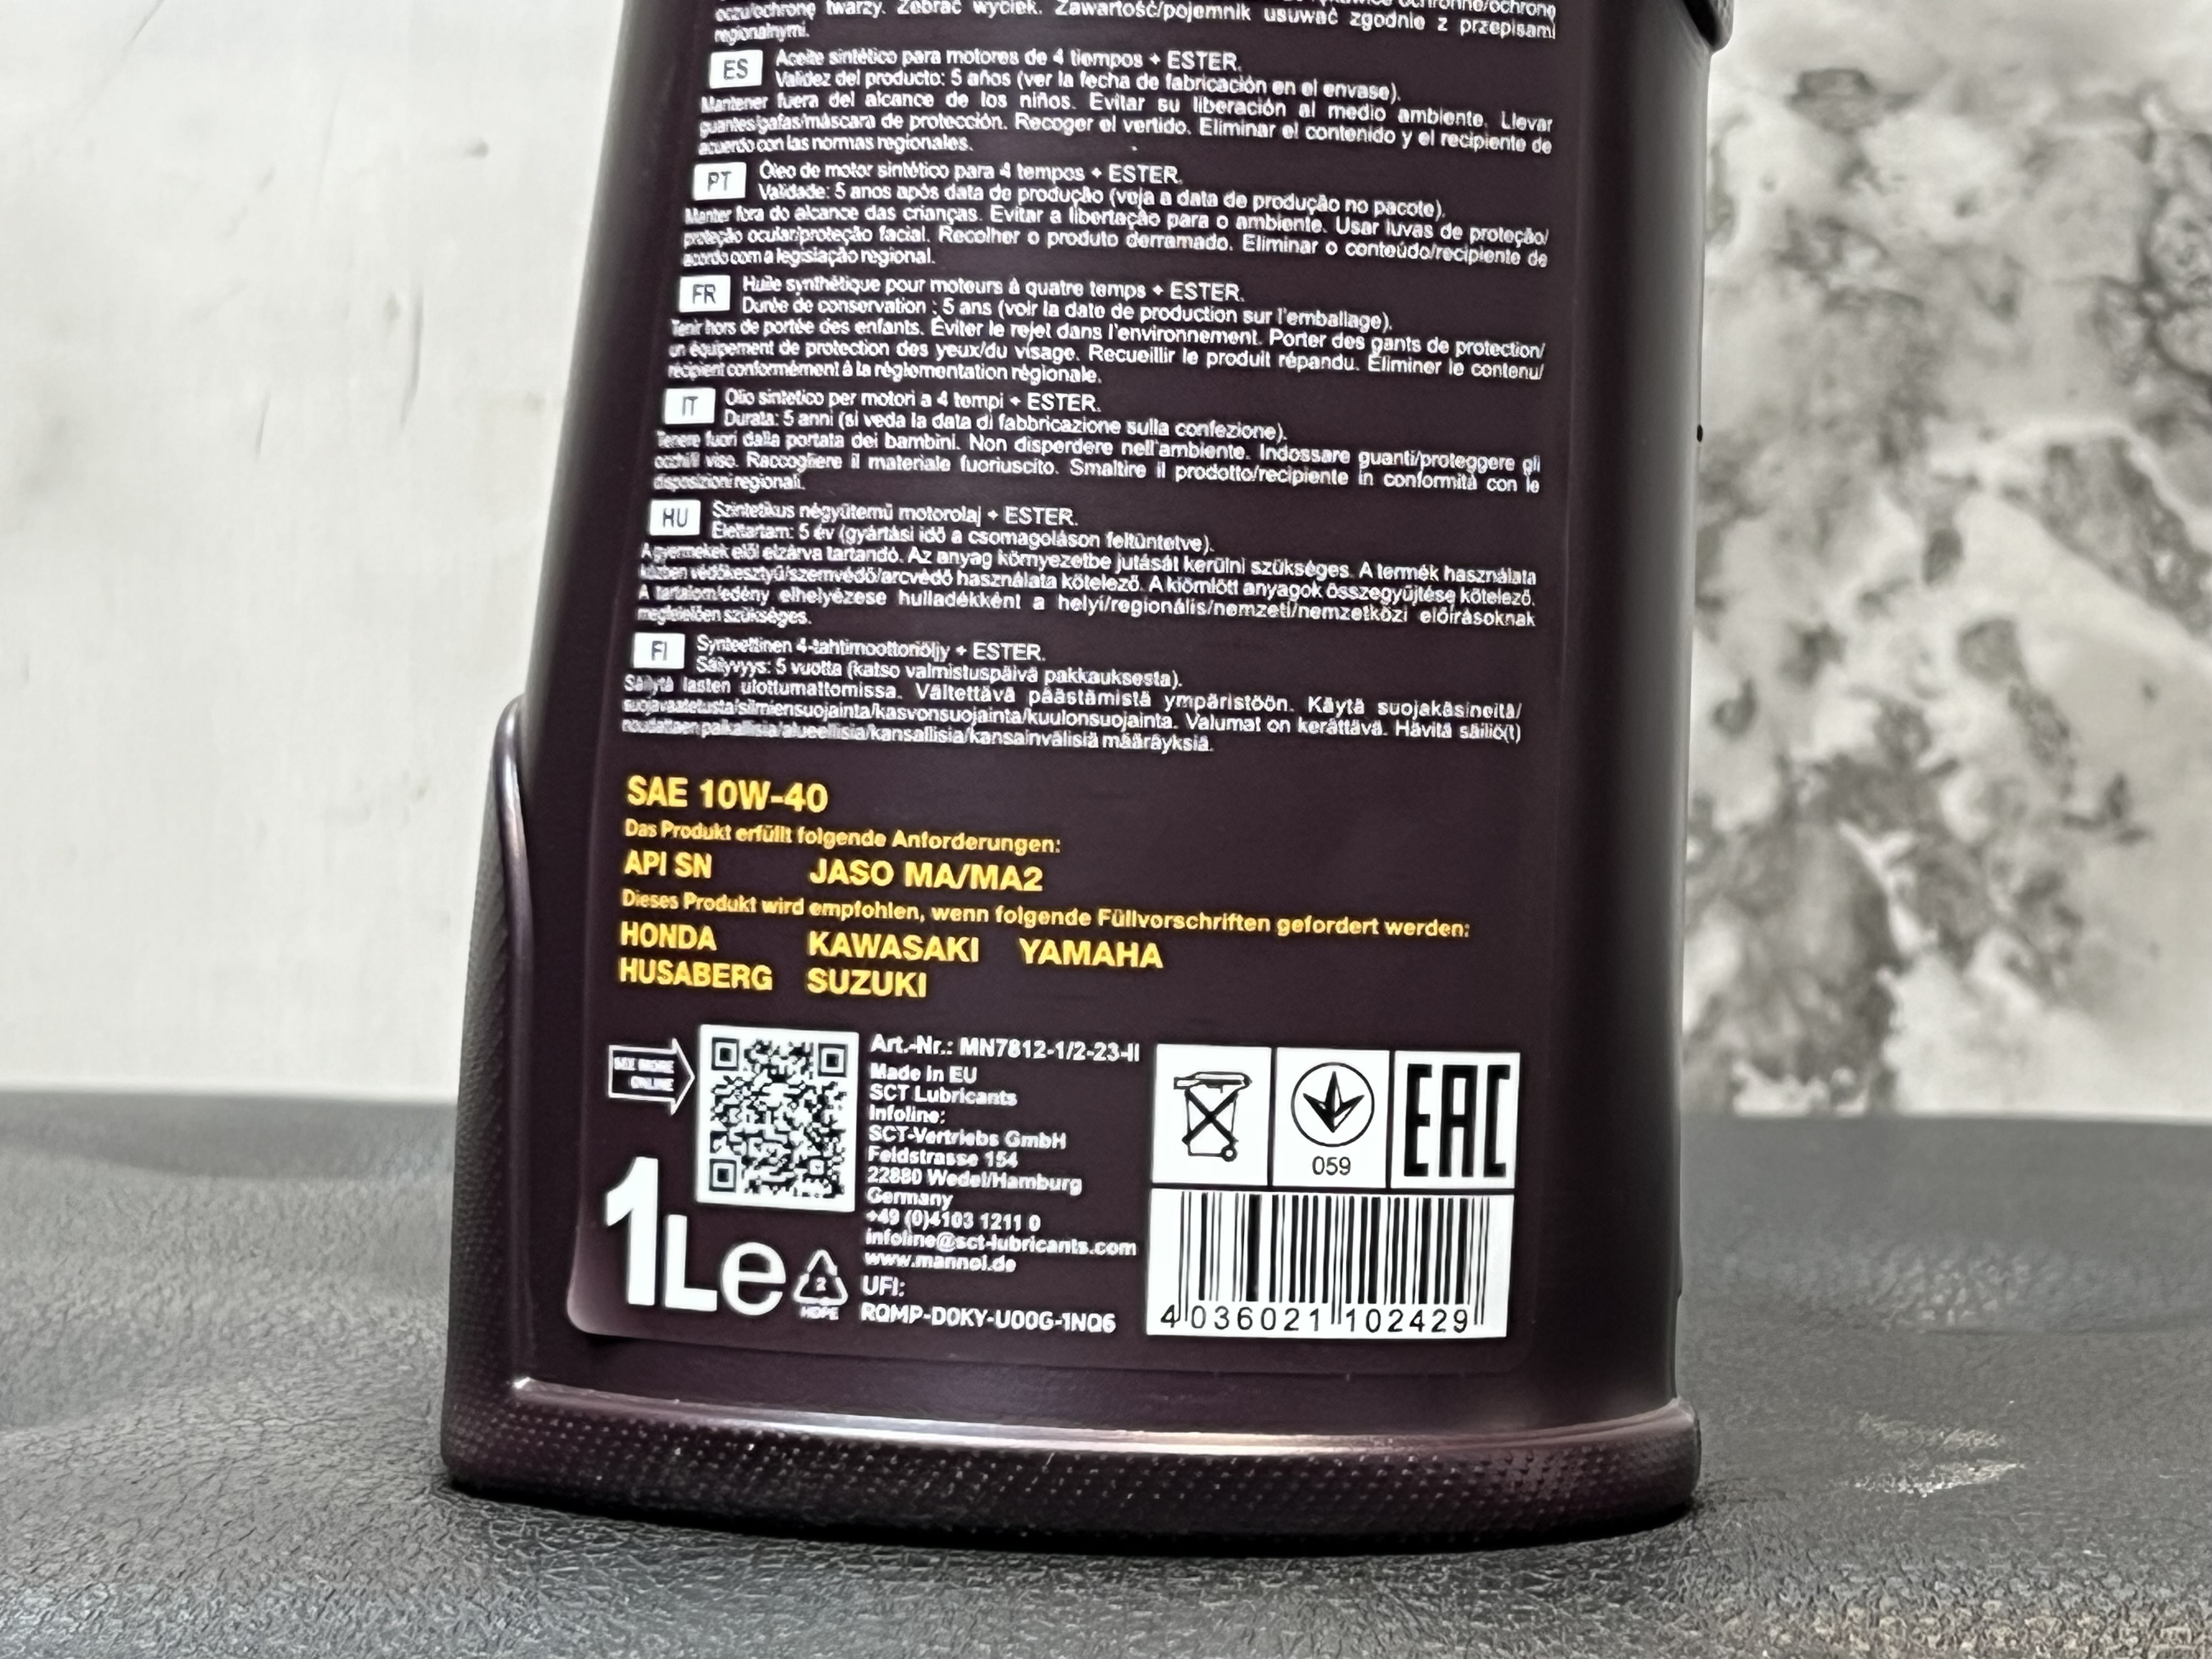 oczu/ochronę twarzy. Zebrać wyciek. Zawartość/pojemnik usuwać zgodnie z przepisami
regionalnymi.
ES
Aceite sintético para motores de 4 tiempos + ESTER.
Validez del producto: 5 años (ver la fecha de fabricación en el envase).
Mantener fuera del alcance de los niños. Evitar su liberación al medio ambiente. Llevar
guantes/gafas/máscara de protección. Recoger el vertido. Eliminar el contenido y el recipiente de
acuerdo con las normas regionales.
PT
Óleo de motor sintético para 4 tempos + ESTER.
Validade: 5 anos após data de produção (veja a data de produção no pacote).
Manter fora do alcance das crianças. Evitar a libertação para o ambiente. Usar luvas de proteção/
proteção ocular/proteção facial. Recolher o produto derramado. Eliminar o conteúdo/recipiente de
acordo com a legislação regional.
FR
Huile synthétique pour moteurs à quatre temps + ESTER.
Durée de conservation : 5 ans (voir la date de production sur l'emballage).
Tenir hors de portée des enfants. Éviter le rejet dans l'environnement. Porter des gants de protection/
un équipement de protection des yeux/du visage. Recueillir le produit répandu. Éliminer le contenu/
récipient conformément à la réglementation régionale.
IT
Olio sintetico per motori a 4 tempi + ESTER.
Durata: 5 anni (si veda la data di fabbricazione sulla confezione).
Tenere fuori dalla portata dei bambini. Non disperdere nell'ambiente. Indossare guanti/proteggere gli
occhi/il viso. Raccogliere il materiale fuoriuscito. Smaltire il prodotto/recipiente in conformità con le
disposizioni regionali.
HU
Szintetikus négyütemű motorolaj + ESTER.
Élettartam: 5 év (gyártási idő a csomagoláson feltüntetve).
A gyermekek elől elzárva tartandó. Az anyag környezetbe jutását kerülni szükséges. A termék használata
közben védőkesztyű/szemvédő/arcvédő használata kötelező. A kiömlött anyagok összegyűjtése kötelező.
A tartalom/edény elhelyézese hulladékként a helyi/regionális/nemzeti/nemzetközi előírásoknak
megfelelően szükséges.
FI
Synteettinen 4-tahtimoottoriöljy + ESTER.
Säilyvyys: 5 vuotta (katso valmistuspäivä pakkauksesta).
Säilytä lasten ulottumattomissa. Vältettävä päästämistä ympäristöön. Käytä suojakäsineitä/
suojavaatetusta/silmiensuojainta/kasvonsuojainta/kuulonsuojainta. Valumat on kerättävä. Hävitä säiliö(t)
noudattaen paikallisia/alueellisia/kansallisia/kansainvälisiä määräyksiä.
SAE 10W-40
Das Produkt erfüllt folgende Anforderungen:
API SN JASO MA/MA2
Dieses Produkt wird empfohlen, wenn folgende Füllvorschriften gefordert werden:
HONDA KAWASAKI YAMAHA
HUSABERG SUZUKI
SEE MORE
ONLINE
Art.-Nr.: MN7812-1/2-23-II
Made in EU
SCT Lubricants
Infoline:
SCT-Vertriebs GmbH
Feldstrasse 154
22880 Wedel/Hamburg
Germany
+49 (0)4103 1211 0
infoline@sct-lubricants.com
www.mannol.de
UFI:
RQMP-D0KY-U00G-1NQ6
1L e
2
HDPE
059
EAC
4 036021 102429